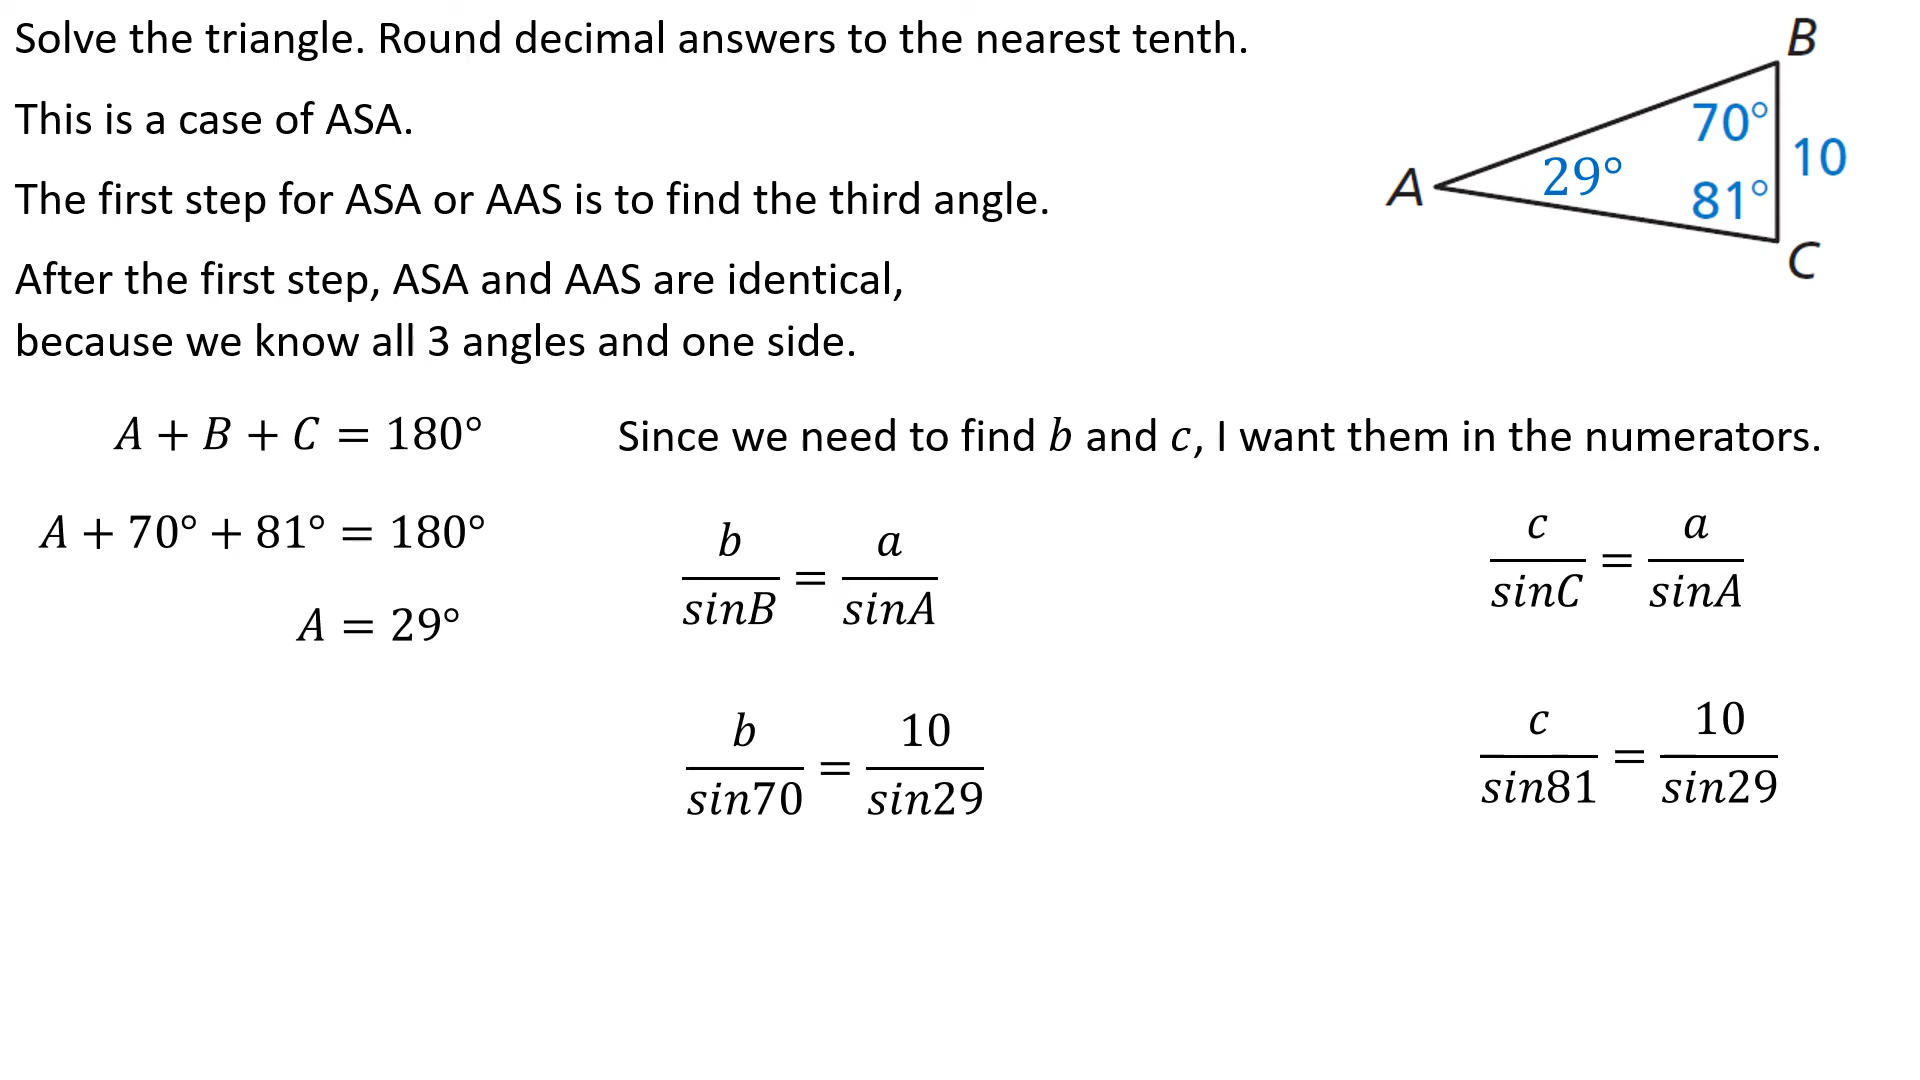 Solve the triangle. Round decimal answers to the nearest tenth.
This is a case of ASA.
The first step for ASA or AAS is to find the third angle.
After the first step, ASA and AAS are identical,
because we know all 3 angles and one side.
B
70°
10
A
29°
81°
C
A + B + C = 180°
A + 70° + 81° = 180°
A = 29°
Since we need to find b and c, I want them in the numerators.
b/sinB = a/sinA
b/sin70 = 10/sin29
c/sinC = a/sinA
c/sin81 = 10/sin29